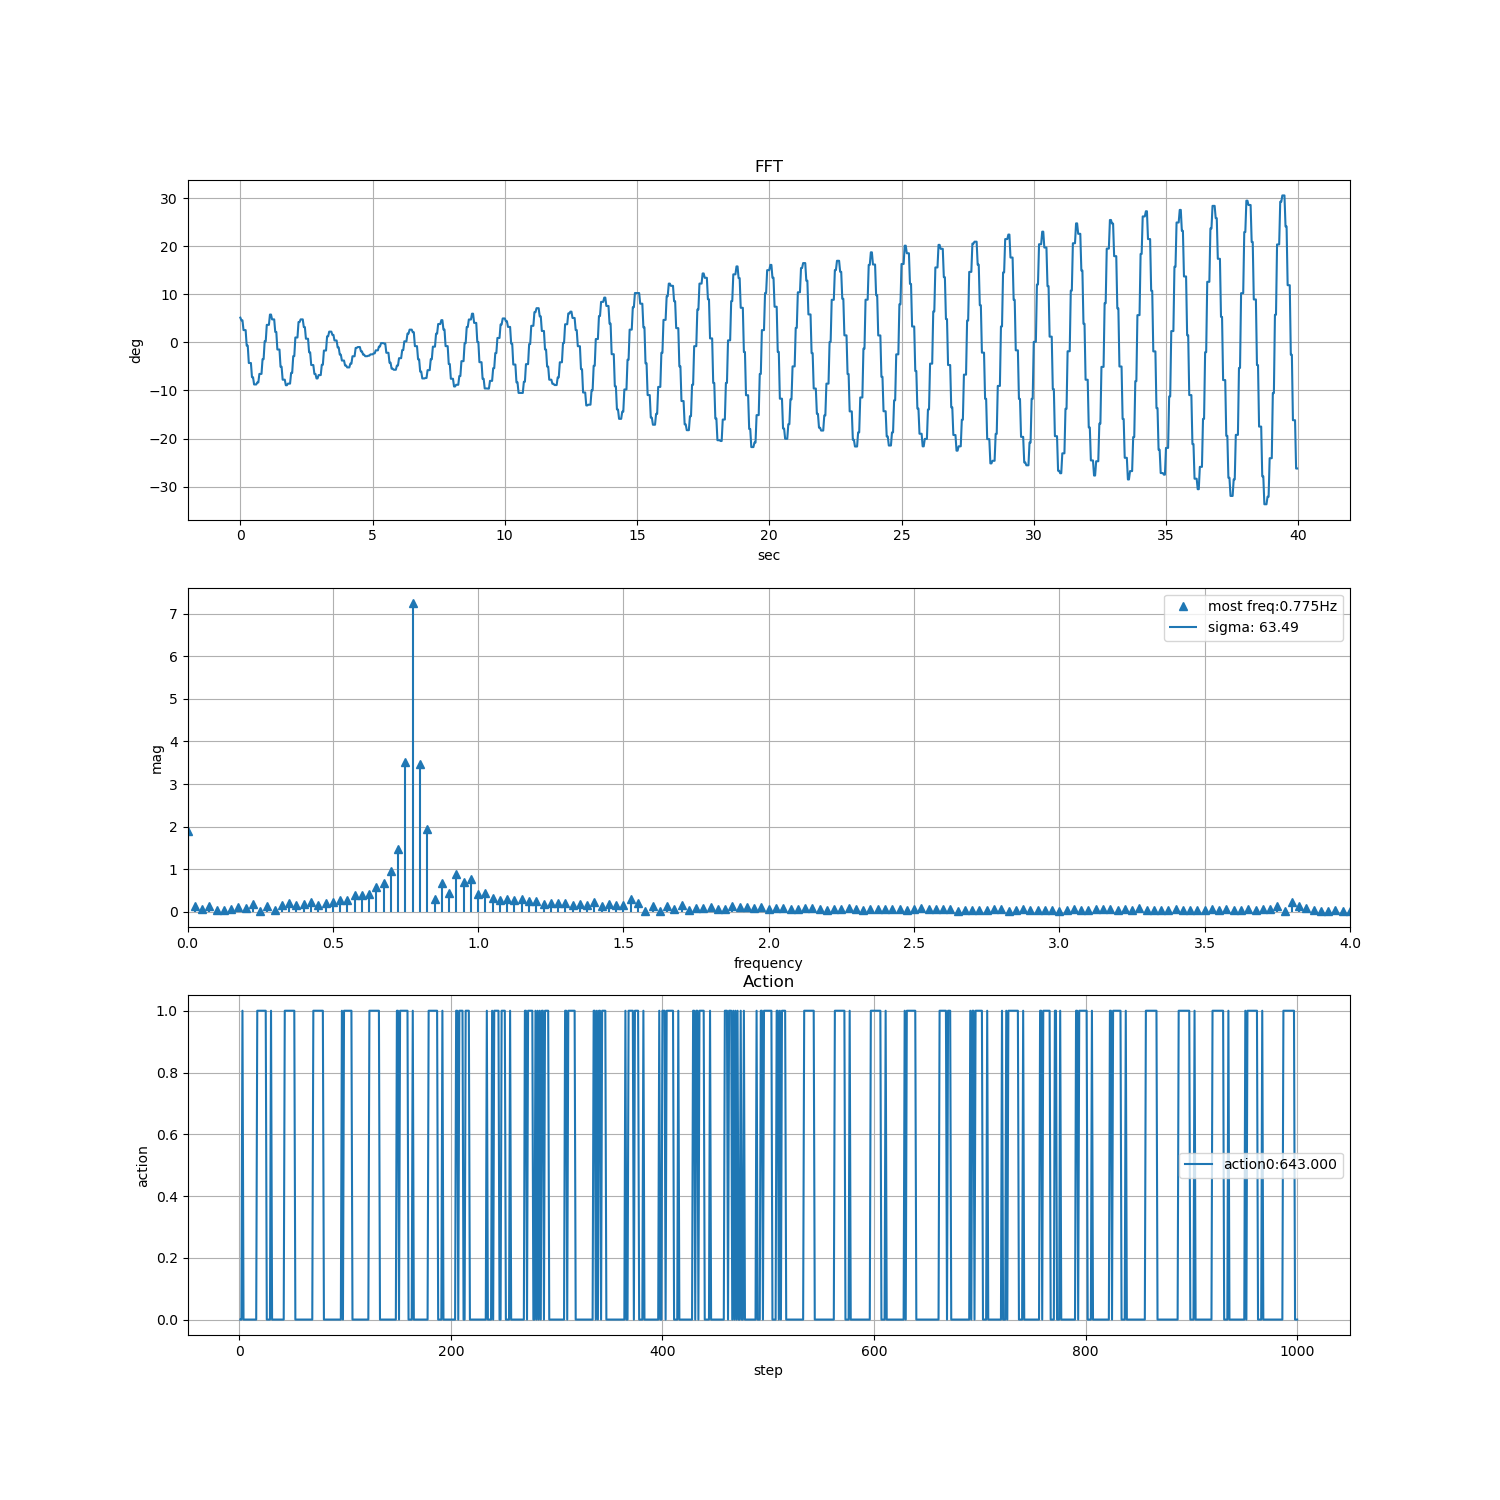 FFT
30
20
10
0
−10
−20
−30
deg
0 5 10 15 20 25 30 35 40
sec
7
6
5
4
3
2
1
0
mag
most freq:0.775Hz
sigma: 63.49
0.0 0.5 1.0 1.5 2.0 2.5 3.0 3.5 4.0
frequency
Action
1.0
0.8
0.6
0.4
0.2
0.0
action
action0:643.000
0 200 400 600 800 1000
step